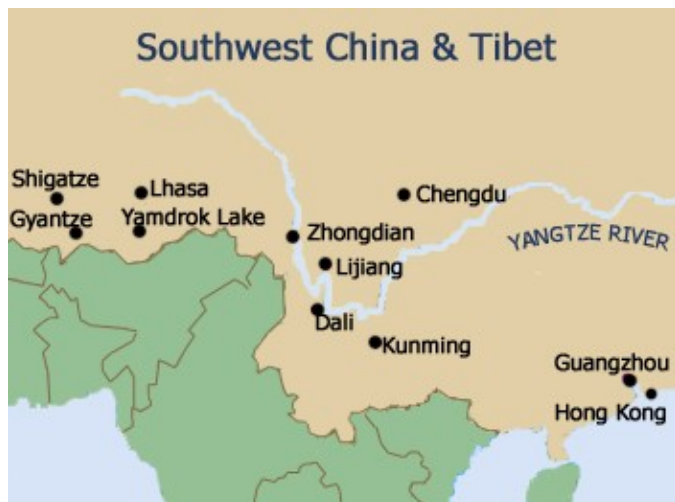 Southwest China & Tibet
Shigatze
Lhasa
Chengdu
Gyantze
Yamdrok Lake
Zhongdian
YANGTZE RIVER
Lijiang
Dali
Kunming
Guangzhou
Hong Kong